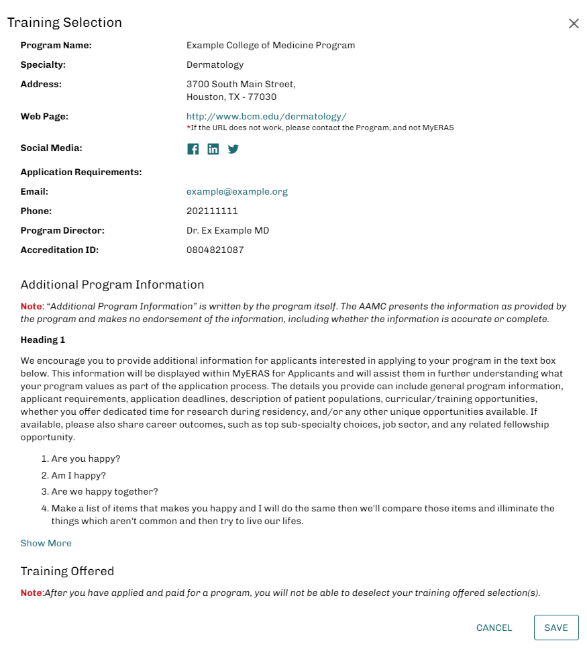 Training Selection
Program Name: Example College of Medicine Program
Specialty: Dermatology
Address: 3700 South Main Street,
Houston, TX - 77030
Web Page: http://www.bcm.edu/dermatology/
*If the URL does not work, please contact the Program, and not MyERAS
Social Media:
Application Requirements:
Email: example@example.org
Phone: 202111111
Program Director: Dr. Ex Example MD
Accreditation ID: 0804821087
Additional Program Information
Note: “Additional Program Information” is written by the program itself. The AAMC presents the information as provided by
the program and makes no endorsement of the information, including whether the information is accurate or complete.
Heading 1
We encourage you to provide additional information for applicants interested in applying to your program in the text box
below. This information will be displayed within MyERAS for Applicants and will assist them in further understanding what
your program values as part of the application process. The details you provide can include general program information,
applicant requirements, application deadlines, description of patient populations, curricular/training opportunities,
whether you offer dedicated time for research during residency, and/or any other unique opportunities available. If
available, please also share career outcomes, such as top sub-specialty choices, job sector, and any related fellowship
opportunity.
1. Are you happy?
2. Am I happy?
3. Are we happy together?
4. Make a list of items that makes you happy and I will do the same then we'll compare those items and illiminate the
things which aren't common and then try to live our lifes.
Show More
Training Offered
Note:After you have applied and paid for a program, you will not be able to deselect your training offered selection(s).
CANCEL SAVE